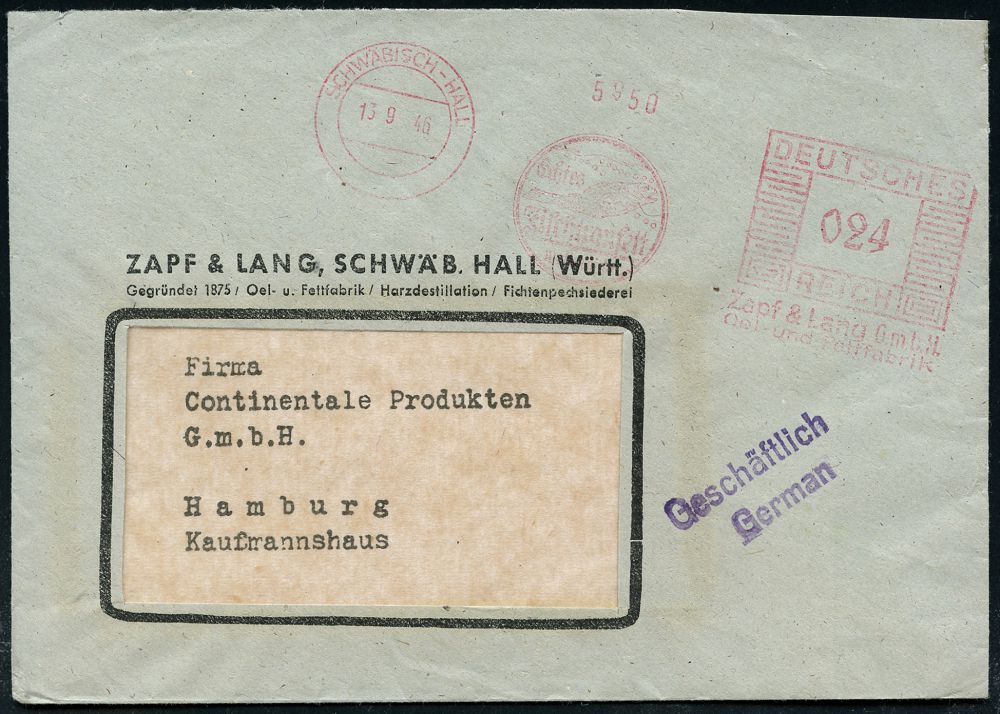 SCHWÄBISCH-HALL
13 9 46
5950
Echtes
DEUTSCHES
024
REICH
Zapf & Lang G.m.b.H.
Oel- und Fettfabrik
ZAPF & LANG, SCHWÄB. HALL (Württ.)
Gegründet 1875 / Oel- u. Fettfabrik / Harzdestillation / Fichtenpechsiederei
Firma
Continentale Produkten
G.m.b.H.
Hamburg
Kaufmannshaus
Geschäftlich
German